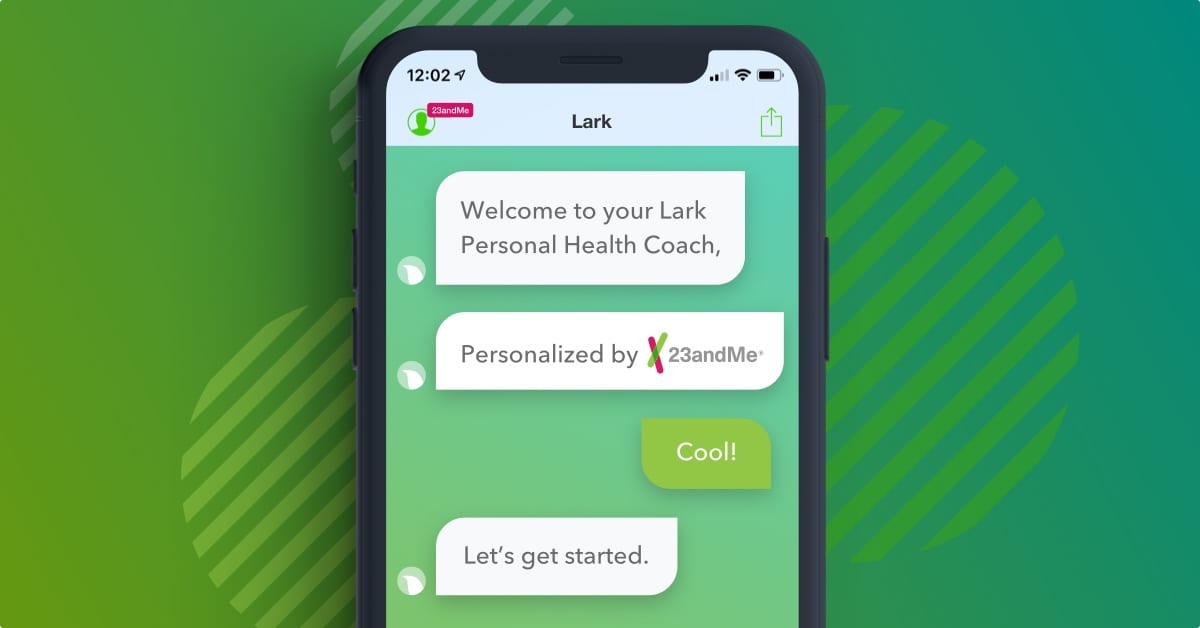 12:02
23andMe
Lark
Welcome to your Lark
Personal Health Coach,
Personalized by 23andMe®
Cool!
Let’s get started.